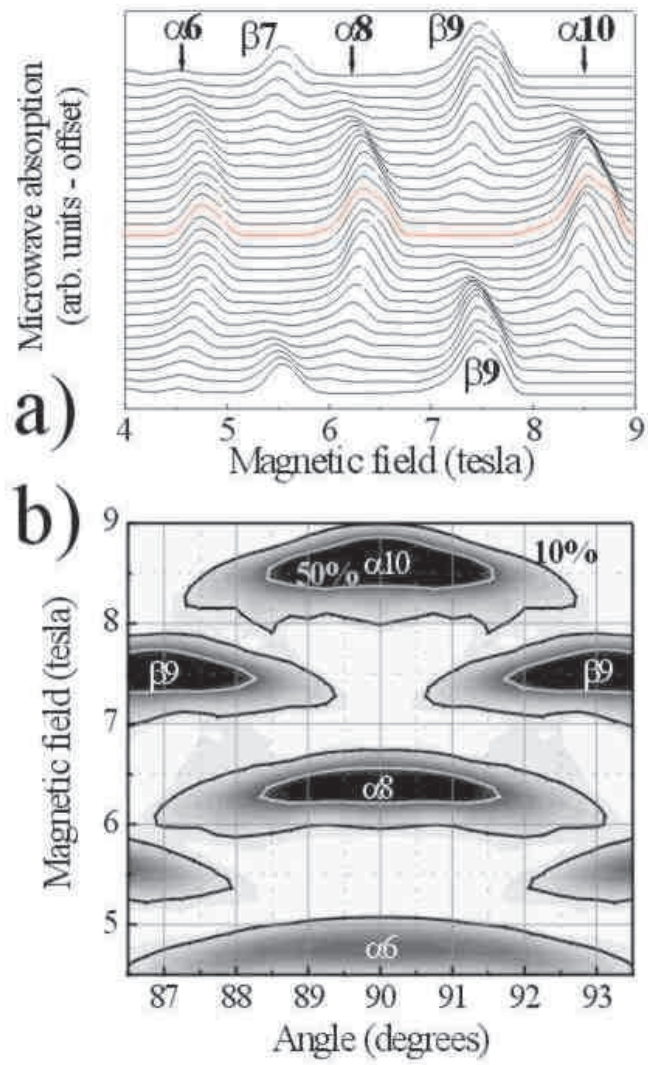 α6 β7 α8 β9 α10
Microwave absorption
(arb. units - offset)
β9
a)
4 5 6 7 8 9
Magnetic field (tesla)
b)
9
8
7
6
5
Magnetic field (tesla)
50% α10 10%
β9 β9
α8
α6
87 88 89 90 91 92 93
Angle (degrees)